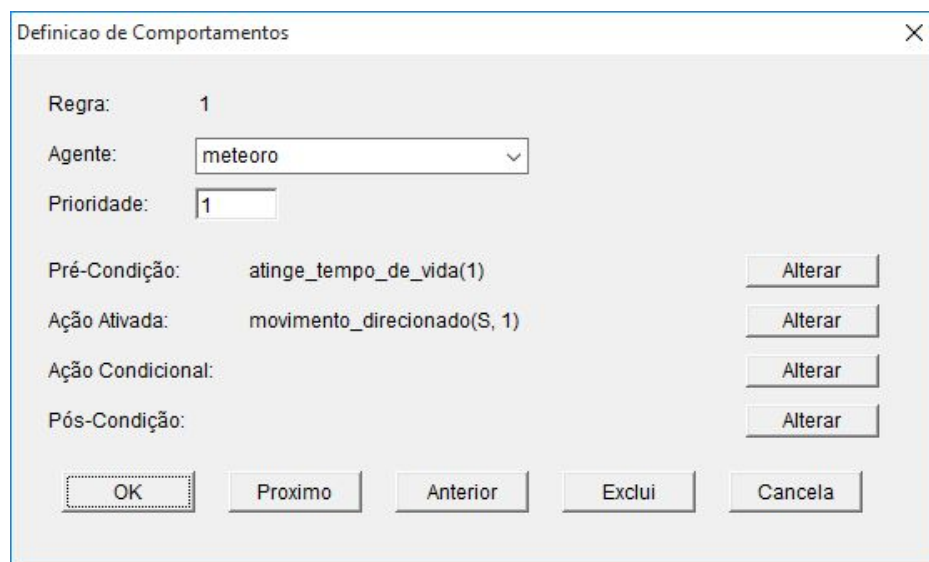 Definicao de Comportamentos
Regra: 1
Agente: meteoro
Prioridade: 1
Pré-Condição: atinge_tempo_de_vida(1) Alterar
Ação Ativada: movimento_direcionado(S, 1) Alterar
Ação Condicional: Alterar
Pós-Condição: Alterar
OK Proximo Anterior Exclui Cancela